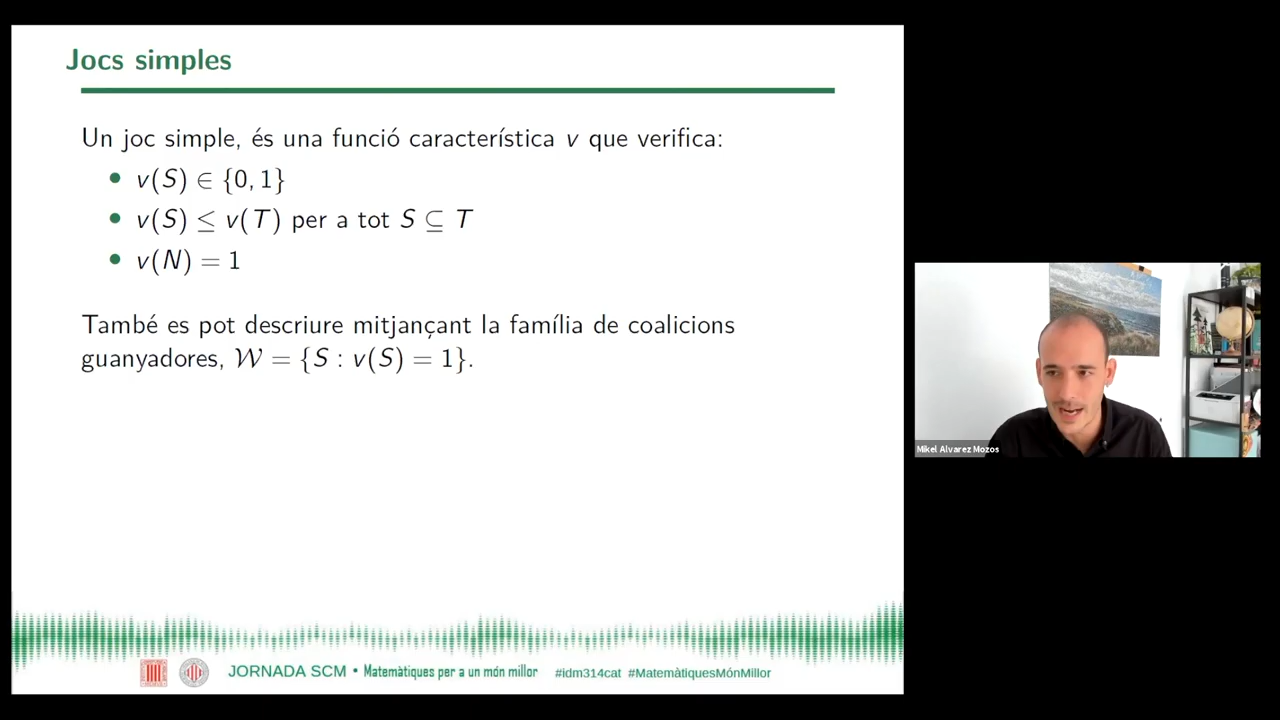 Jocs simples
Un joc simple, és una funció característica v que verifica:
• v(S) ∈ {0, 1}
• v(S) ≤ v(T) per a tot S ⊆ T
• v(N) = 1
També es pot descriure mitjançant la família de coalicions
guanyadores, 𝒲 = {S : v(S) = 1}.
Mikel Alvarez Mozos
JORNADA SCM • Matemàtiques per a un món millor #idm314cat #MatemàtiquesMónMillor